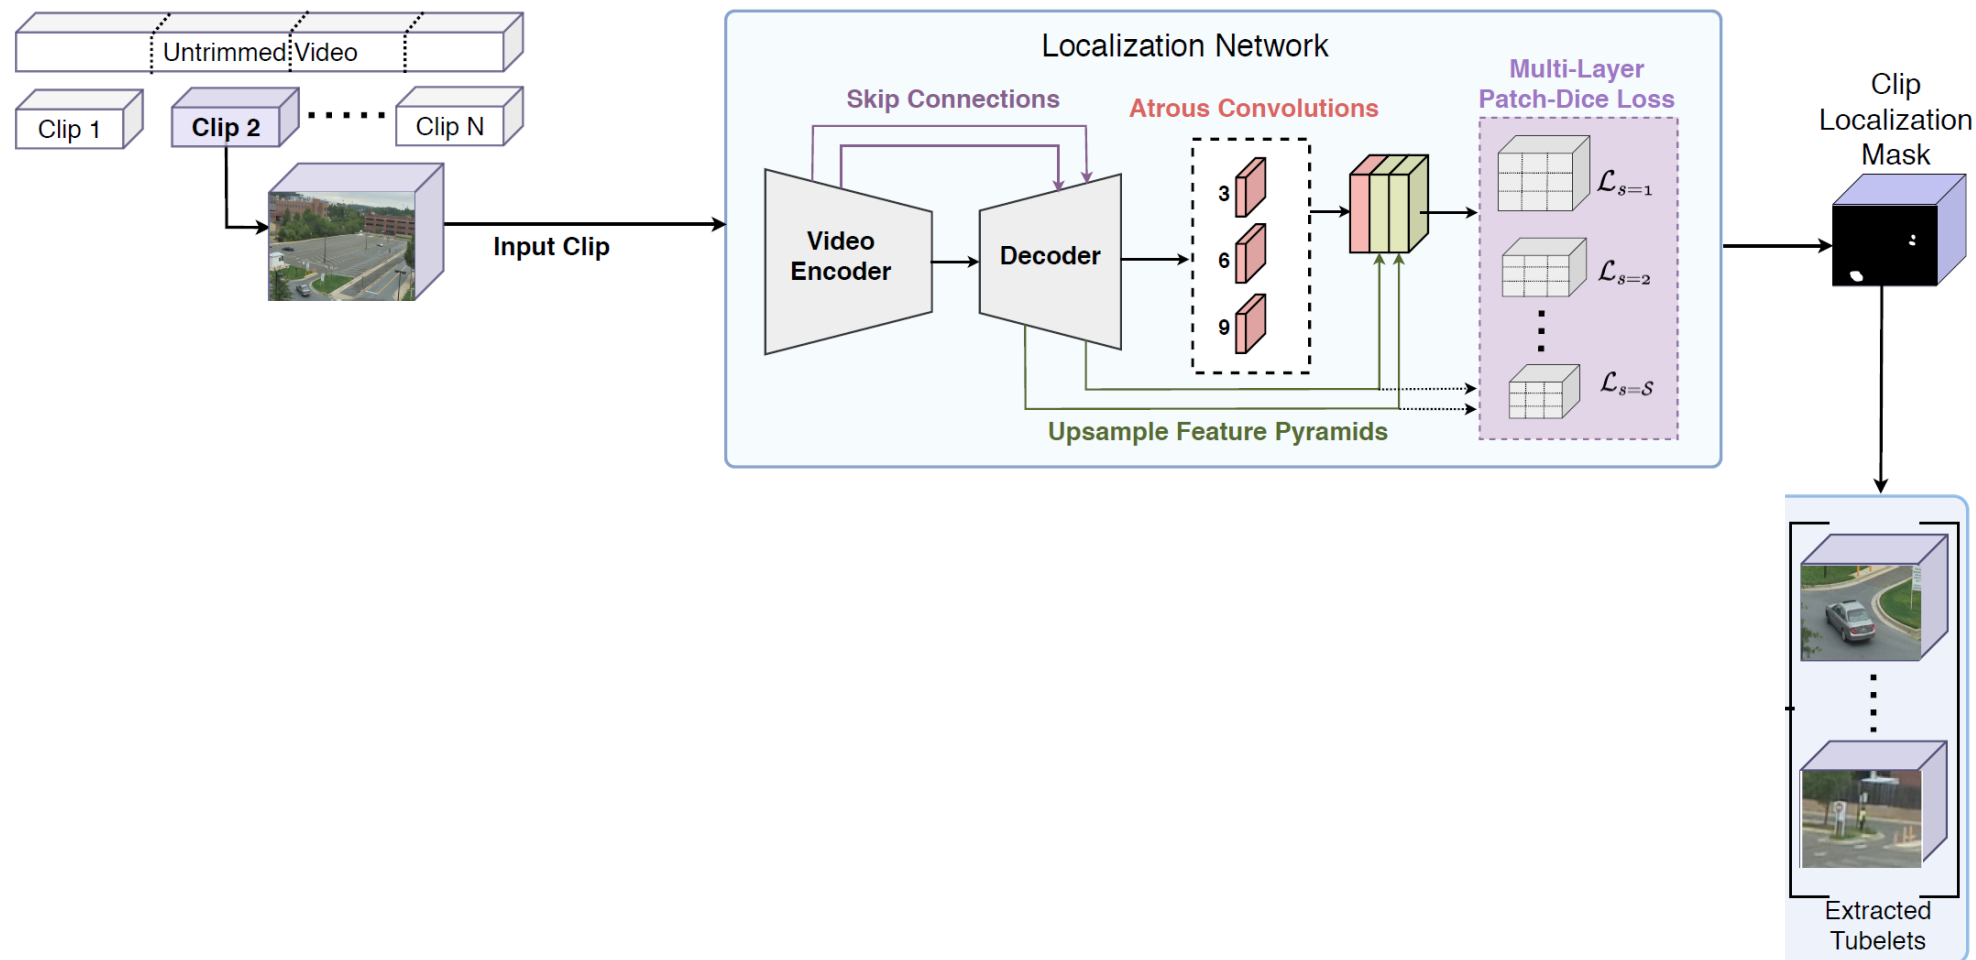 Untrimmed Video
Clip 1
Clip 2
Clip N
Input Clip
Localization Network
Skip Connections
Atrous Convolutions
Multi-Layer
Patch-Dice Loss
Video
Encoder
Decoder
3
6
9
ℒs=1
ℒs=2
ℒs=𝒮
Upsample Feature Pyramids
Clip
Localization
Mask
Extracted
Tubelets